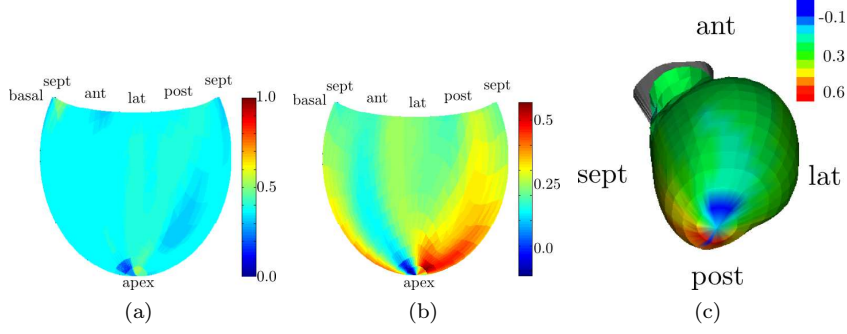 sept ant lat post sept
basal
apex
1.0
0.5
0.0
(a)
sept ant lat post sept
basal
apex
0.5
0.25
0.0
(b)
ant
sept
lat
post
-0.1
0.3
0.6
(c)